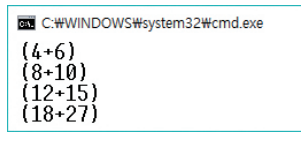 C:₩WINDOWS₩system32₩cmd.exe
(4+6)
(8+10)
(12+15)
(18+27)